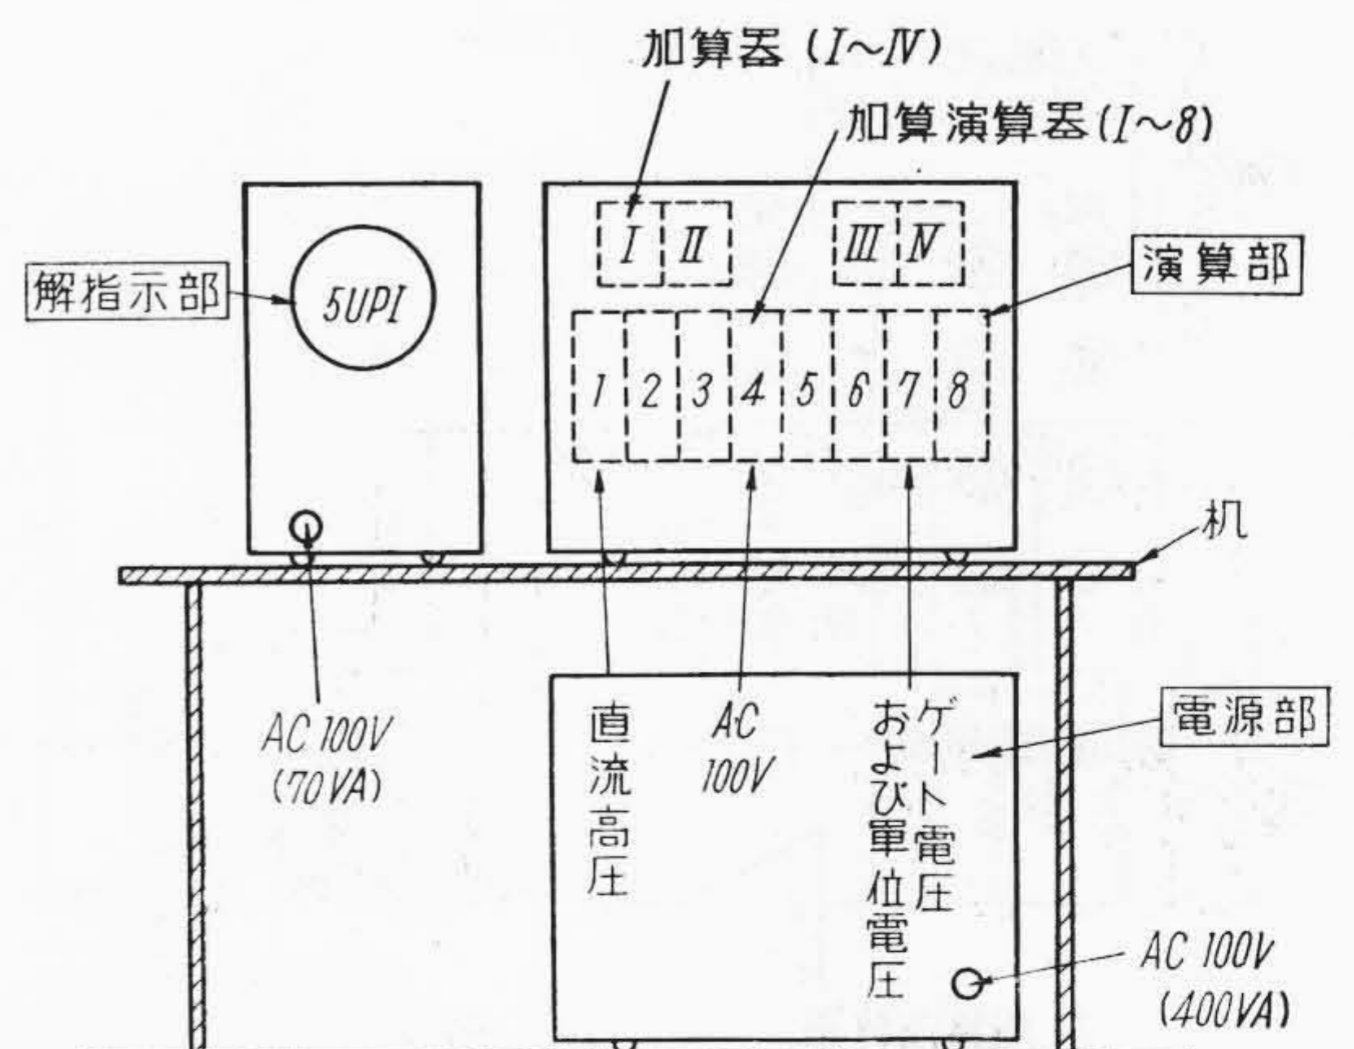 加算器 (I～IV)
加算演算器 (I～8)
解指示部
5UPI
I II III IV
演算部
1 2 3 4 5 6 7 8
机
AC 100V
(70VA)
直流高圧
AC
100V
ゲート電圧
および単位電圧
電源部
AC 100V
(400VA)